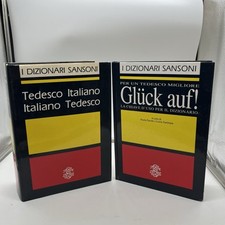 I DIZIONARI SANSONI
Tedesco Italiano
Italiano Tedesco
I DIZIONARI SANSONI
PER UN TEDESCO MIGLIORE
Glück auf!
LA CHIAVE D'USO PER IL DIZIONARIO